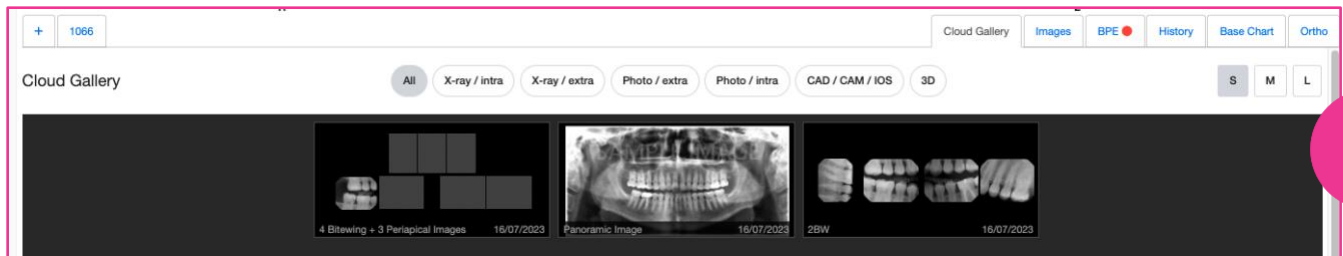 + 1066 Cloud Gallery Images BPE History Base Chart Ortho
Cloud Gallery All X-ray / intra X-ray / extra Photo / extra Photo / intra CAD / CAM / IOS 3D S M L
SAMPLE IMAGE
4 Bitewing + 3 Periapical Images 16/07/2023 Panoramic Image 16/07/2023 2BW 16/07/2023